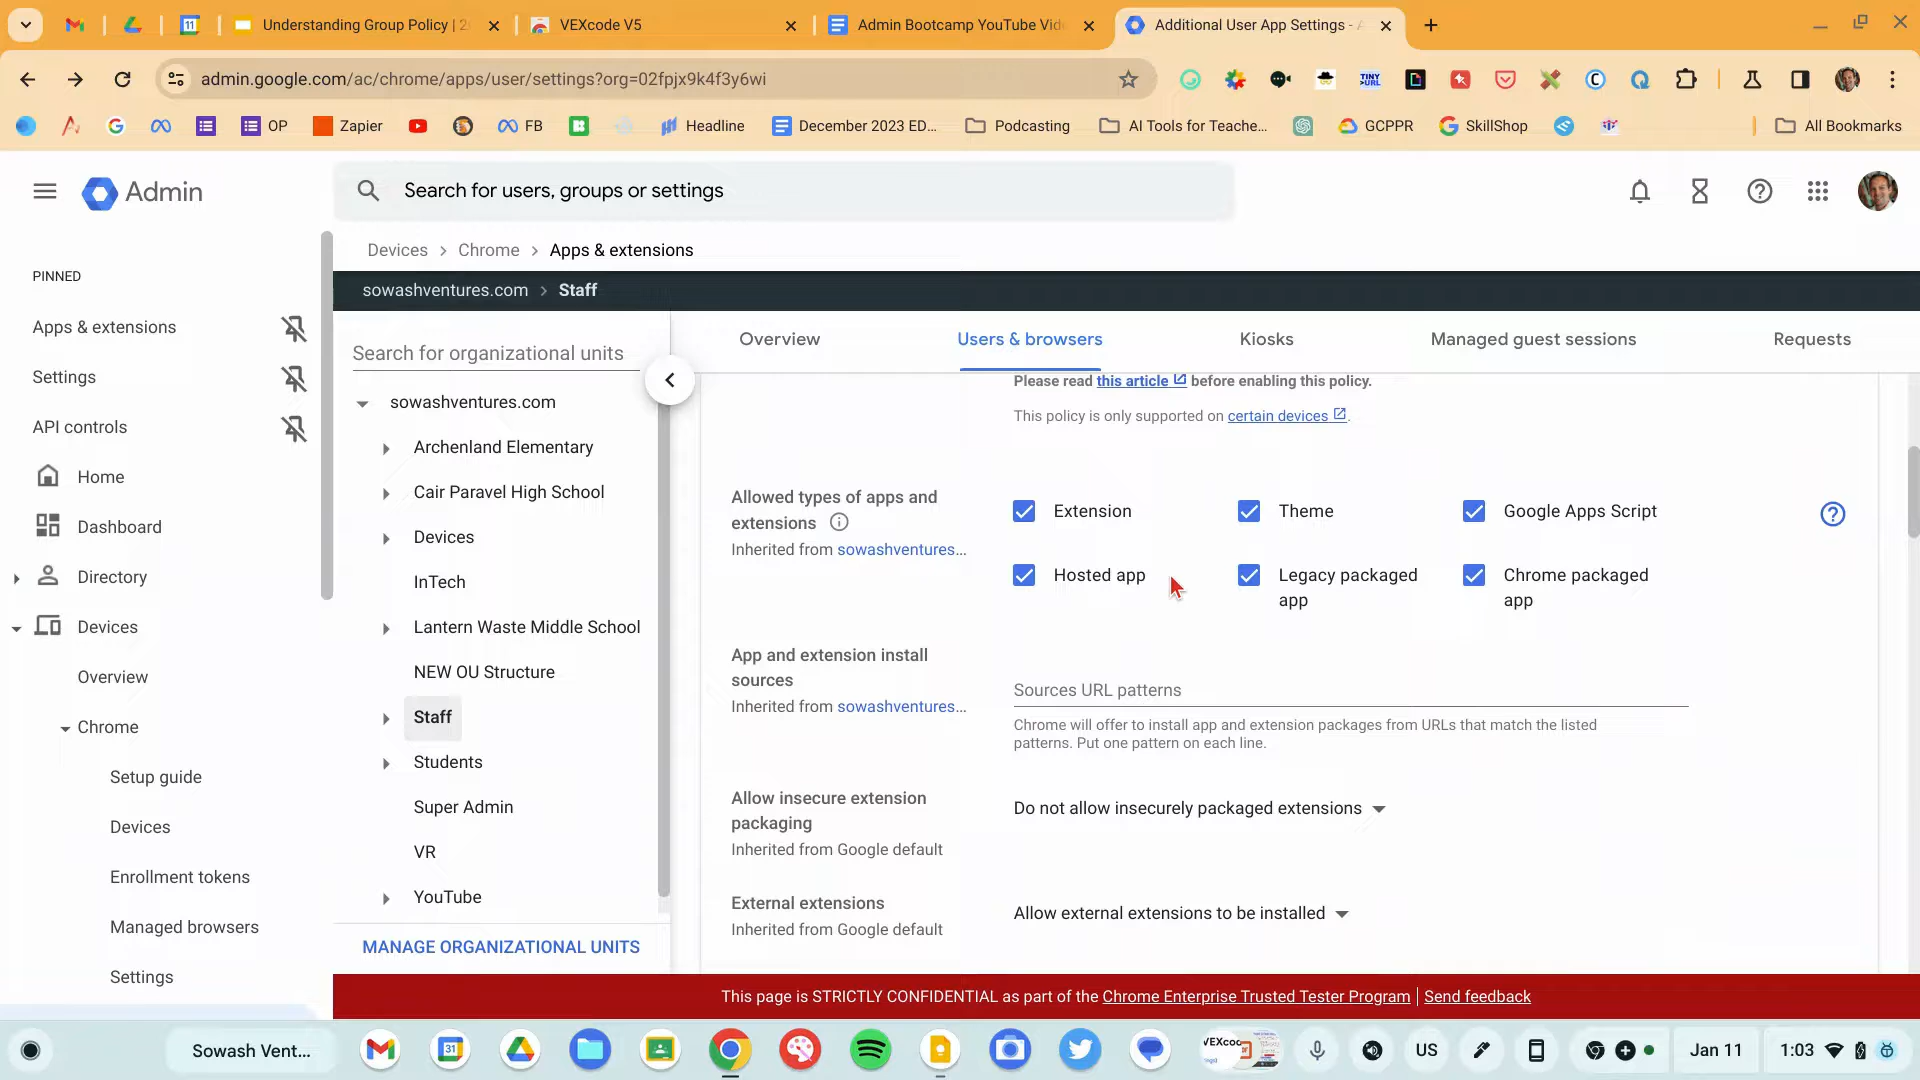 Understanding Group Policy | 2
VEXcode V5
Admin Bootcamp YouTube Vid
Additional User App Settings - A
admin.google.com/ac/chrome/apps/user/settings?org=02fpjx9k4f3y6wi
TINY
URL
OP
Zapier
FB
Headline
December 2023 ED...
Podcasting
AI Tools for Teache...
GCPPR
SkillShop
All Bookmarks
Admin
Search for users, groups or settings
Devices > Chrome > Apps & extensions
sowashventures.com > Staff
PINNED
Apps & extensions
Settings
API controls
Home
Dashboard
Directory
Devices
Overview
Chrome
Setup guide
Devices
Enrollment tokens
Managed browsers
Settings
Search for organizational units
sowashventures.com
Archenland Elementary
Cair Paravel High School
Devices
InTech
Lantern Waste Middle School
NEW OU Structure
Staff
Students
Super Admin
VR
YouTube
MANAGE ORGANIZATIONAL UNITS
Overview
Users & browsers
Kiosks
Managed guest sessions
Requests
Please read this article before enabling this policy.
This policy is only supported on certain devices.
Allowed types of apps and
extensions
Inherited from sowashventures...
Extension
Theme
Google Apps Script
Hosted app
Legacy packaged
app
Chrome packaged
app
App and extension install
sources
Inherited from sowashventures...
Sources URL patterns
Chrome will offer to install app and extension packages from URLs that match the listed
patterns. Put one pattern on each line.
Allow insecure extension
packaging
Inherited from Google default
Do not allow insecurely packaged extensions
External extensions
Inherited from Google default
Allow external extensions to be installed
This page is STRICTLY CONFIDENTIAL as part of the Chrome Enterprise Trusted Tester Program | Send feedback
Sowash Vent...
31
US
Jan 11
1:03